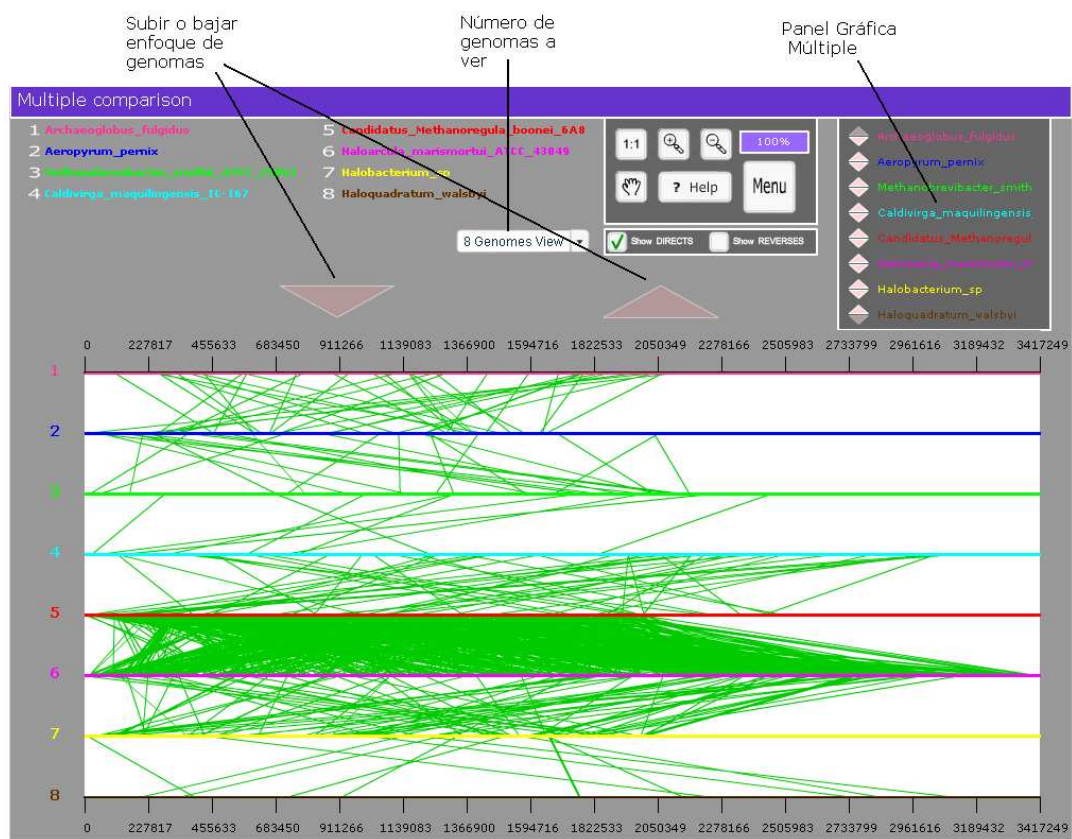 Subir o bajar
enfoque de
genomas
Número de
genomas a
ver
Panel Gráfica
Múltiple
Multiple comparison
1 Archaeoglobus_fulgidus
2 Aeropyrum_pernix
3
4 Caldivirga_maquilingensis_IC-167
5 Candidatus_Methanoregula_boonei_6A8
6 Haloarcula_marismortui_ATCC_43049
7 Halobacterium_sp
8 Haloquadratum_walsbyi
1:1
100%
? Help
Menu
8 Genomes View
Show DIRECTS
Show REVERSES
Archaeoglobus_fulgidus
Aeropyrum_pernix
Methanobrevibacter_smith
Caldivirga_maquilingensis_
Candidatus_Methanoregul
Halobacterium_sp
Haloquadratum_walsbyi
0 227817 455633 683450 911266 1139083 1366900 1594716 1822533 2050349 2278166 2505983 2733799 2961616 3189432 3417249
1
2
3
4
5
6
7
8
0 227817 455633 683450 911266 1139083 1366900 1594716 1822533 2050349 2278166 2505983 2733799 2961616 3189432 3417249